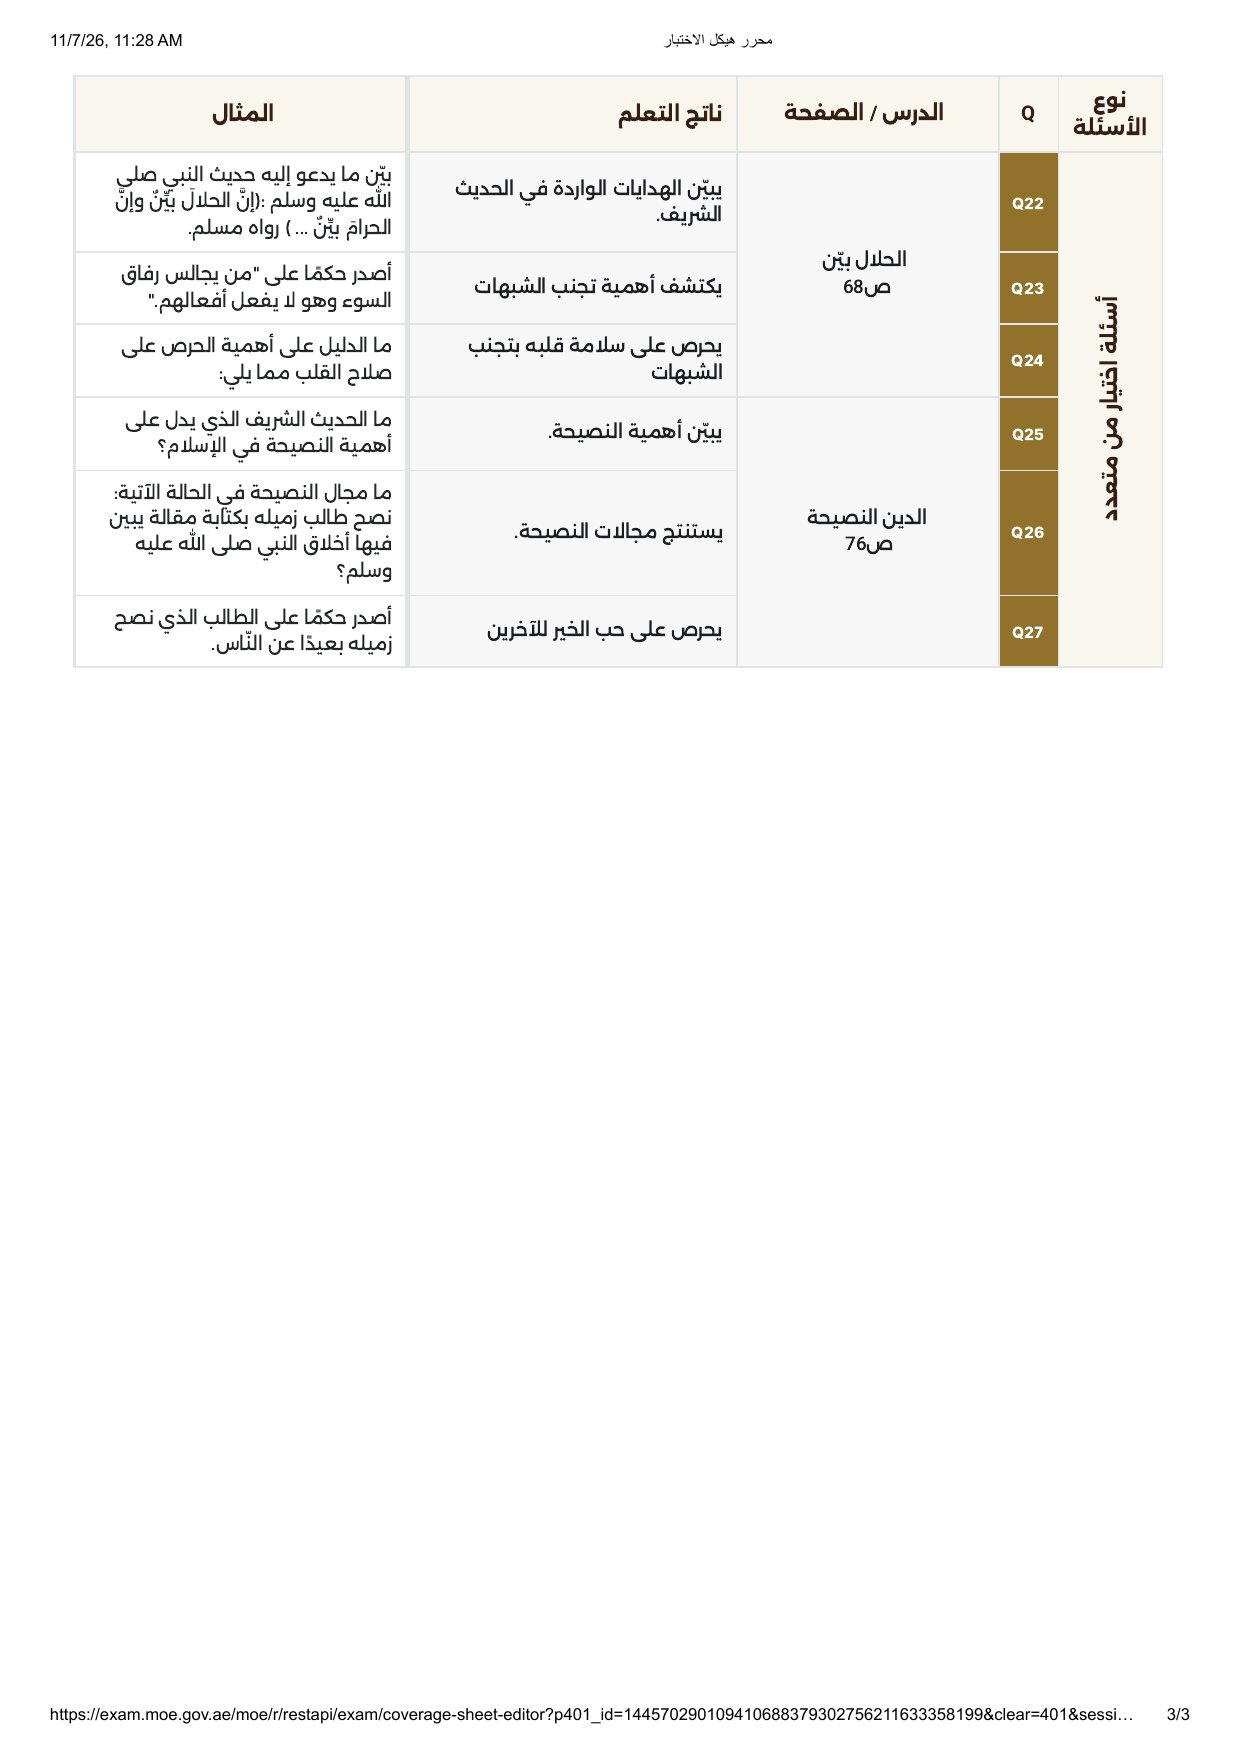 11/7/26, 11:28 AM
محرر هيكل الاختبار
نوع
الأسئلة
Q
الدرس / الصفحة
ناتج التعلم
المثال
أسئلة اختيار من متعدد
Q22
الحلال بيّن
ص68
يبيّن الهدايات الواردة في الحديث
الشريف.
بيّن ما يدعو إليه حديث النبي صلى
الله عليه وسلم :(إنَّ الحلالَ بيِّنٌ وإنَّ
الحرامَ بيِّنٌ ... ) رواه مسلم.
Q23
يكتشف أهمية تجنب الشبهات
أصدر حكمًا على "من يجالس رفاق
السوء وهو لا يفعل أفعالهم."
Q24
يحرص على سلامة قلبه بتجنب
الشبهات
ما الدليل على أهمية الحرص على
صلاح القلب مما يلي:
Q25
الدين النصيحة
ص76
يبيّن أهمية النصيحة.
ما الحديث الشريف الذي يدل على
أهمية النصيحة في الإسلام؟
Q26
يستنتج مجالات النصيحة.
ما مجال النصيحة في الحالة الآتية:
نصح طالب زميله بكتابة مقالة يبين
فيها أخلاق النبي صلى الله عليه
وسلم؟
Q27
يحرص على حب الخير للآخرين
أصدر حكمًا على الطالب الذي نصح
زميله بعيدًا عن النّاس.
https://exam.moe.gov.ae/moe/r/restapi/exam/coverage-sheet-editor?p401_id=144570290109410688379302756211633358199&clear=401&sessi…
3/3